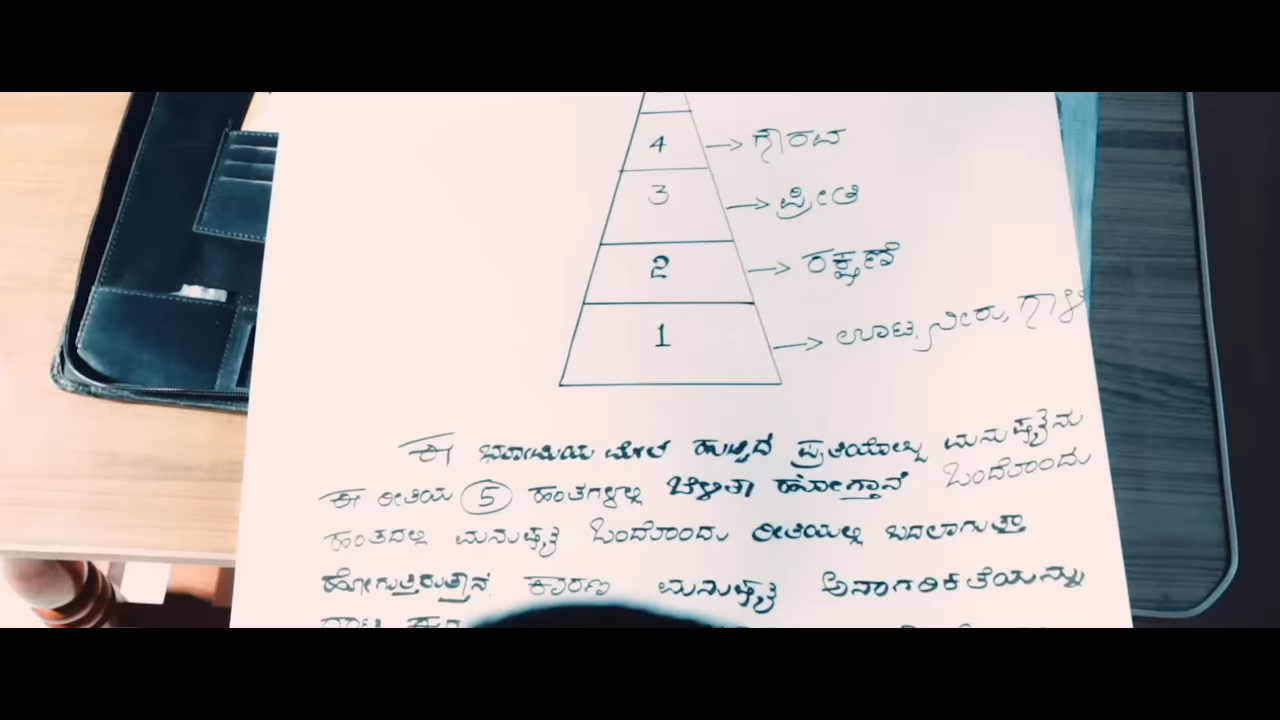 4 → ಗೌರವ
3 → ಪ್ರೀತಿ
2 → ರಕ್ಷಣೆ
1 → ಊಟ, ನೀರು, ಗಾಳಿ
ಈ ಭೂಮಿಯ ಮೇಲೆ ಹುಟ್ಟಿದ ಪ್ರತಿಯೊಬ್ಬ ಮನುಷ್ಯನು
ಈ ರೀತಿಯ 5 ಹಂತಗಳಲ್ಲಿ ಬೆಳಿತಾ ಹೋಗ್ತಾನೆ ಒಂದೊಂದು
ಹಂತದಲ್ಲಿ ಮನುಷ್ಯ ಒಂದೊಂದು ರೀತಿಯಲ್ಲಿ ಬದಲಾಗುತ್ತಾ
ಹೋಗುತ್ತಿರುತ್ತಾನೆ ಕಾರಣ ಮನುಷ್ಯ ಅನಾಗರಿಕತೆಯನ್ನು